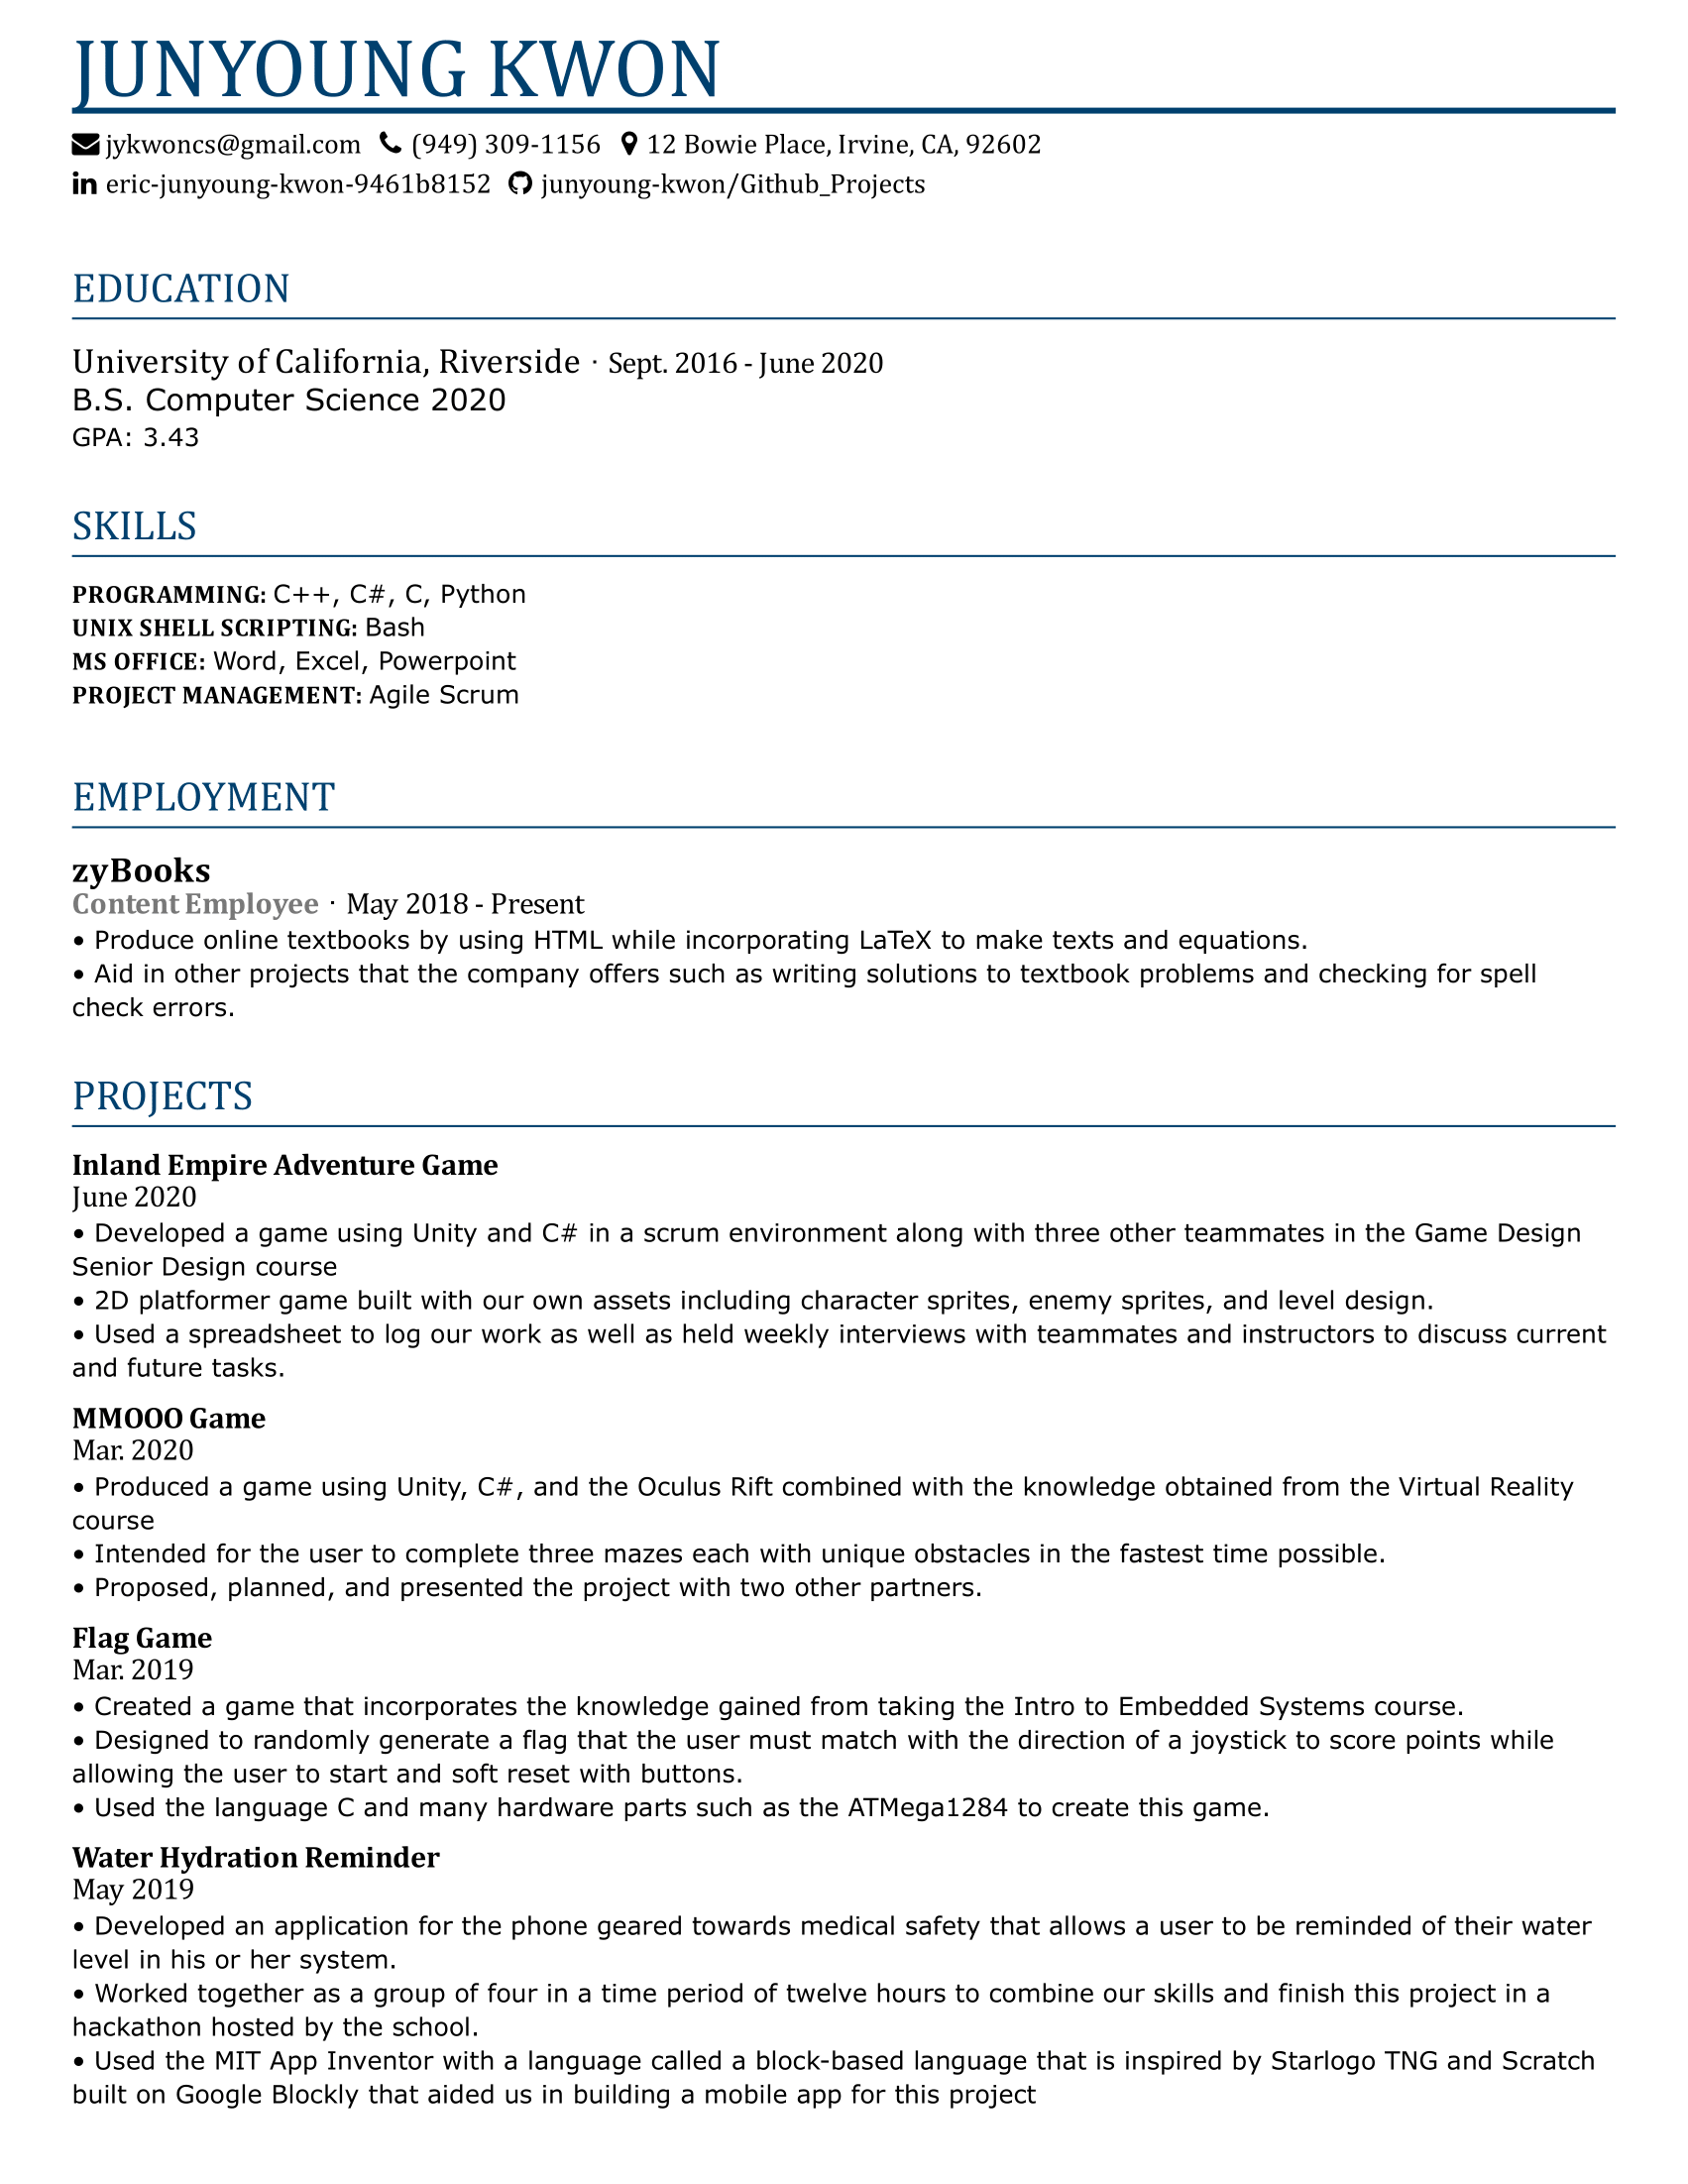 JUNYOUNG KWON
jykwoncs@gmail.com (949) 309-1156 12 Bowie Place, Irvine, CA, 92602
eric-junyoung-kwon-9461b8152 junyoung-kwon/Github_Projects
EDUCATION
University of California, Riverside · Sept. 2016 - June 2020
B.S. Computer Science 2020
GPA: 3.43
SKILLS
PROGRAMMING: C++, C#, C, Python
UNIX SHELL SCRIPTING: Bash
MS OFFICE: Word, Excel, Powerpoint
PROJECT MANAGEMENT: Agile Scrum
EMPLOYMENT
zyBooks
Content Employee · May 2018 - Present
• Produce online textbooks by using HTML while incorporating LaTeX to make texts and equations.
• Aid in other projects that the company offers such as writing solutions to textbook problems and checking for spell
check errors.
PROJECTS
Inland Empire Adventure Game
June 2020
• Developed a game using Unity and C# in a scrum environment along with three other teammates in the Game Design
Senior Design course
• 2D platformer game built with our own assets including character sprites, enemy sprites, and level design.
• Used a spreadsheet to log our work as well as held weekly interviews with teammates and instructors to discuss current
and future tasks.
MMOOO Game
Mar. 2020
• Produced a game using Unity, C#, and the Oculus Rift combined with the knowledge obtained from the Virtual Reality
course
• Intended for the user to complete three mazes each with unique obstacles in the fastest time possible.
• Proposed, planned, and presented the project with two other partners.
Flag Game
Mar. 2019
• Created a game that incorporates the knowledge gained from taking the Intro to Embedded Systems course.
• Designed to randomly generate a flag that the user must match with the direction of a joystick to score points while
allowing the user to start and soft reset with buttons.
• Used the language C and many hardware parts such as the ATMega1284 to create this game.
Water Hydration Reminder
May 2019
• Developed an application for the phone geared towards medical safety that allows a user to be reminded of their water
level in his or her system.
• Worked together as a group of four in a time period of twelve hours to combine our skills and finish this project in a
hackathon hosted by the school.
• Used the MIT App Inventor with a language called a block-based language that is inspired by Starlogo TNG and Scratch
built on Google Blockly that aided us in building a mobile app for this project